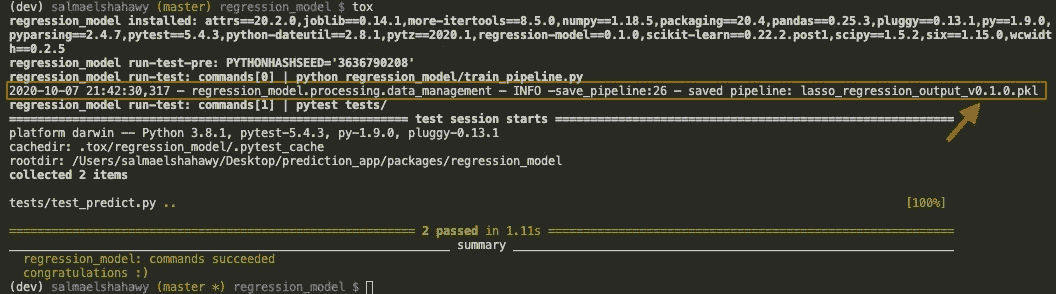 (dev) salmaelshahawy (master) regression_model $ tox
regression_model installed: attrs==20.2.0,joblib==0.14.1,more-itertools==8.5.0,numpy==1.18.5,packaging==20.4,pandas==0.25.3,pluggy==0.13.1,py==1.9.0,
pyparsing==2.4.7,pytest==5.4.3,python-dateutil==2.8.1,pytz==2020.1,regression-model==0.1.0,scikit-learn==0.22.2.post1,scipy==1.5.2,six==1.15.0,wcwid
th==0.2.5
regression_model run-test-pre: PYTHONHASHSEED='3636790208'
regression_model run-test: commands[0] | python regression_model/train_pipeline.py
2020-10-07 21:42:30,317 — regression_model.processing.data_management — INFO —save_pipeline:26 — saved pipeline: lasso_regression_output_v0.1.0.pkl
regression_model run-test: commands[1] | pytest tests/
test session starts
platform darwin -- Python 3.8.1, pytest-5.4.3, py-1.9.0, pluggy-0.13.1
cachedir: .tox/regression_model/.pytest_cache
rootdir: /Users/salmaelshahawy/Desktop/prediction_app/packages/regression_model
collected 2 items
tests/test_predict.py .. [100%]
2 passed in 1.11s
summary
regression_model: commands succeeded
congratulations :)
(dev) salmaelshahawy (master *) regression_model $